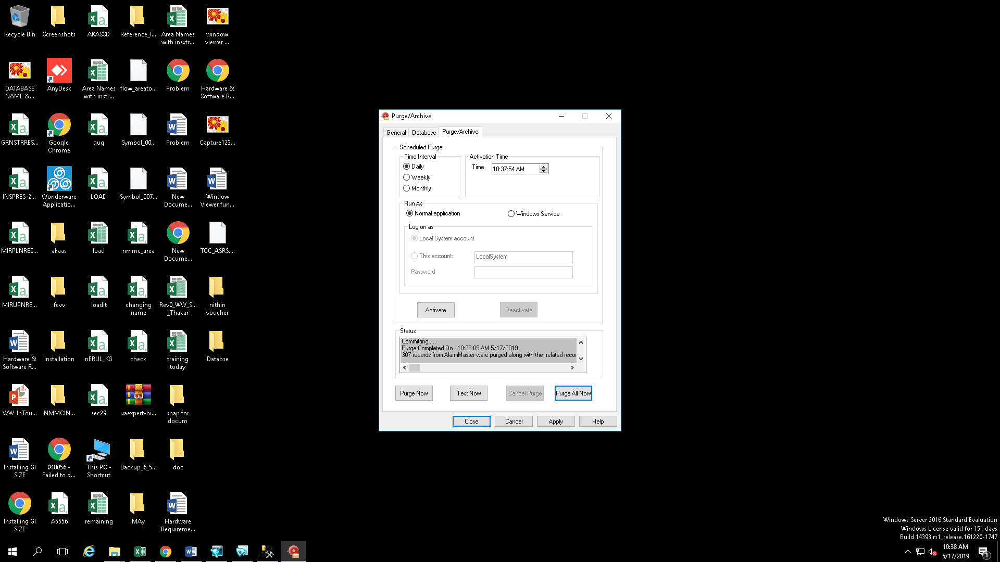 Recycle Bin
Screenshots
AKASSD
Reference_I...
Area Names
with insxtr...
window
viewer ...
DATABASE
NAME &...
AnyDesk
Area Names
with instr...
flow_areato...
Problem
Hardware &
Software R...
GRNSTRRES...
Google
Chrome
gug
Symbol_00...
Problem
Capture123...
INSPRES-2...
Wonderware
Applicatio...
LOAD
Symbol_007...
New
Docume...
Window
Viewer fun...
MIRPLNRES...
akaas
load
nmmc_area
New
Docume...
TCC_ASRS....
MIRUPNRE...
fcvv
loadit
changing
name
Rev0_WW_S...
_Thakar
nithin
voucher
Hardware &
Software R...
Installation
nERUL_KG
check
training
today
Databse
WW_InTou...
NMMCIN...
sec29
uaexpert-bi...
snap for
docum
Installing GI
SIZE
048056 -
Failed to d...
This PC -
Shortcut
Backup_6_5...
doc
Installing GI
SIZE
A5556
remaining
MAy
Hardware
Requireme...
Purge/Archive
General
Database
Purge/Archive
Scheduled Purge
Time Interval
Daily
Weekly
Monthly
Activation Time
Time
10:37:54 AM
Run As
Normal application
Windows Service
Log on as
Local System account
This account:
LocalSystem
Password
Activate
Deactivate
Status
Committing ....
Purge Completed On   10:38:09 AM 5/17/2019
307 records from AlarmMaster were purged along with the  related recor
Purge Now
Test Now
Cancel Purge
Purge All Now
Close
Cancel
Apply
Help
Windows Server 2016 Standard Evaluation
Windows License valid for 151 days
Build 14393.rs1_release.161220-1747
10:38 AM
5/17/2019
1